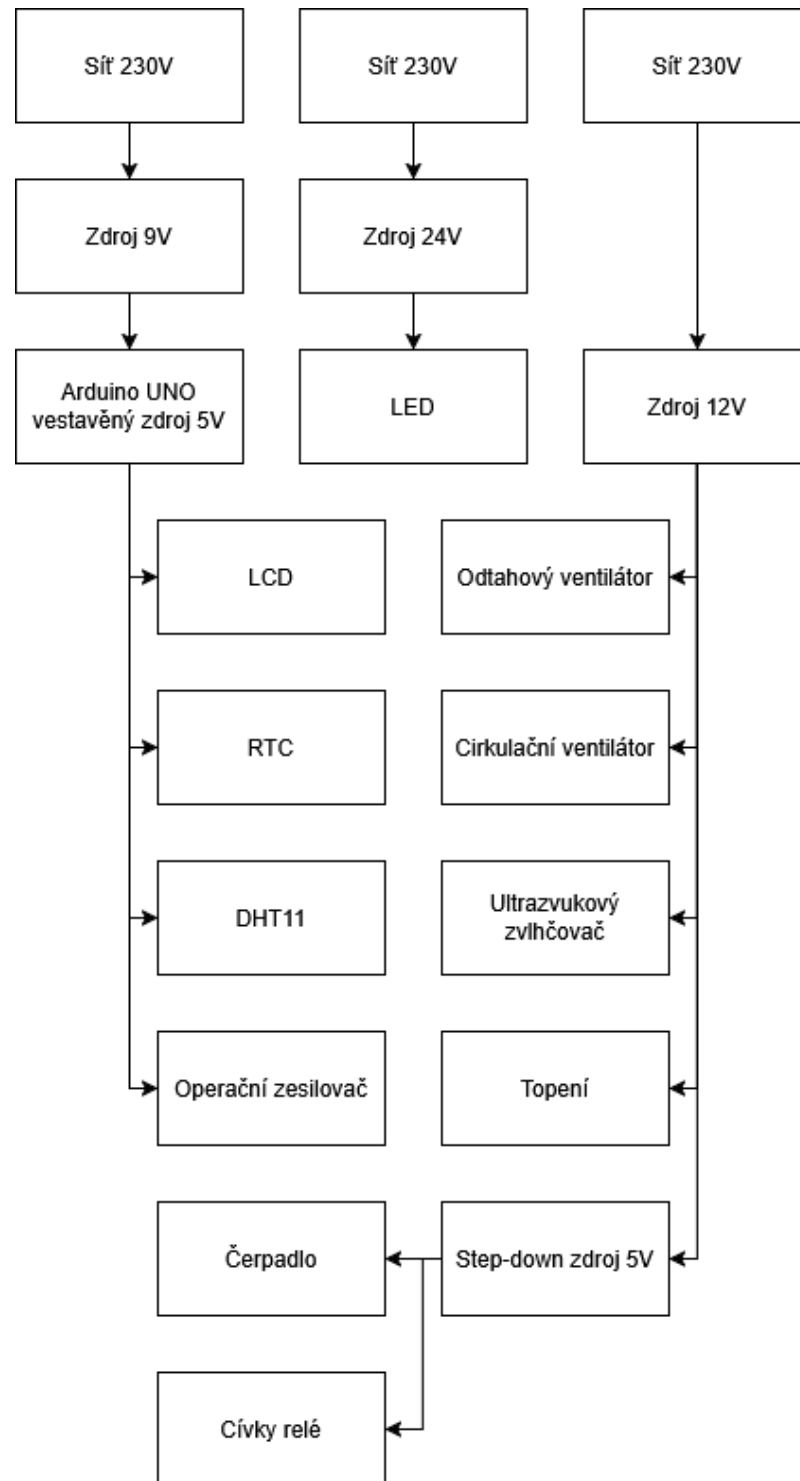 Síť 230V
Síť 230V
Síť 230V
Zdroj 9V
Zdroj 24V
Arduino UNO
vestavěný zdroj 5V
LED
Zdroj 12V
LCD
Odtahový ventilátor
RTC
Cirkulační ventilátor
DHT11
Ultrazvukový
zvlhčovač
Operační zesilovač
Topení
Čerpadlo
Step-down zdroj 5V
Cívky relé